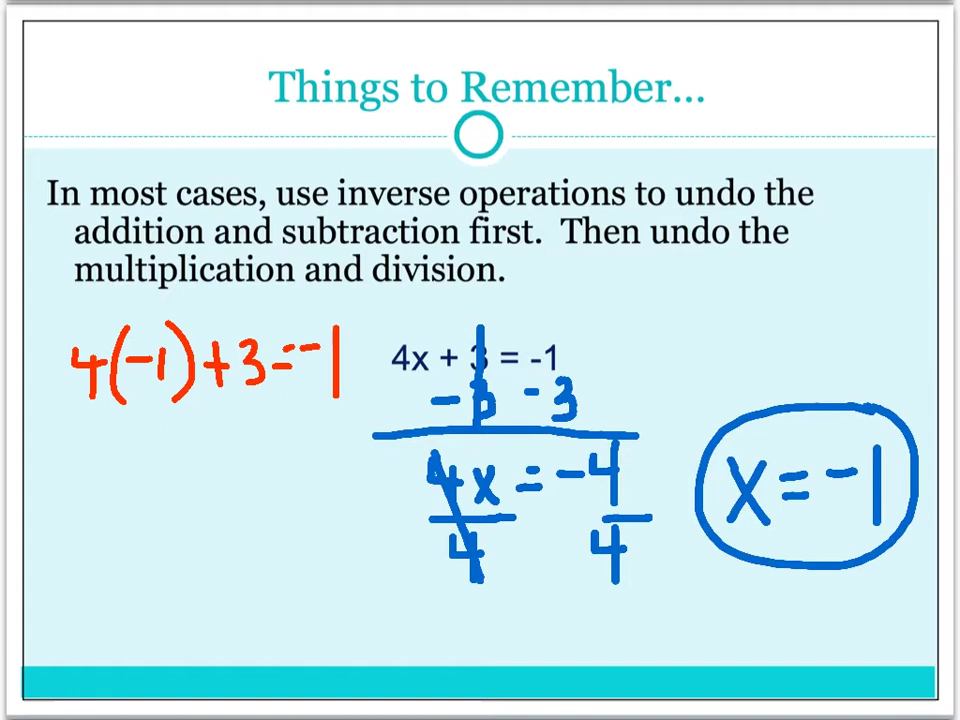 Things to Remember...
In most cases, use inverse operations to undo the
addition and subtraction first.  Then undo the
multiplication and division.
4(-1)+3=-1
4x + 3 = -1
-3 -3
4x = -4
4 4
x = -1